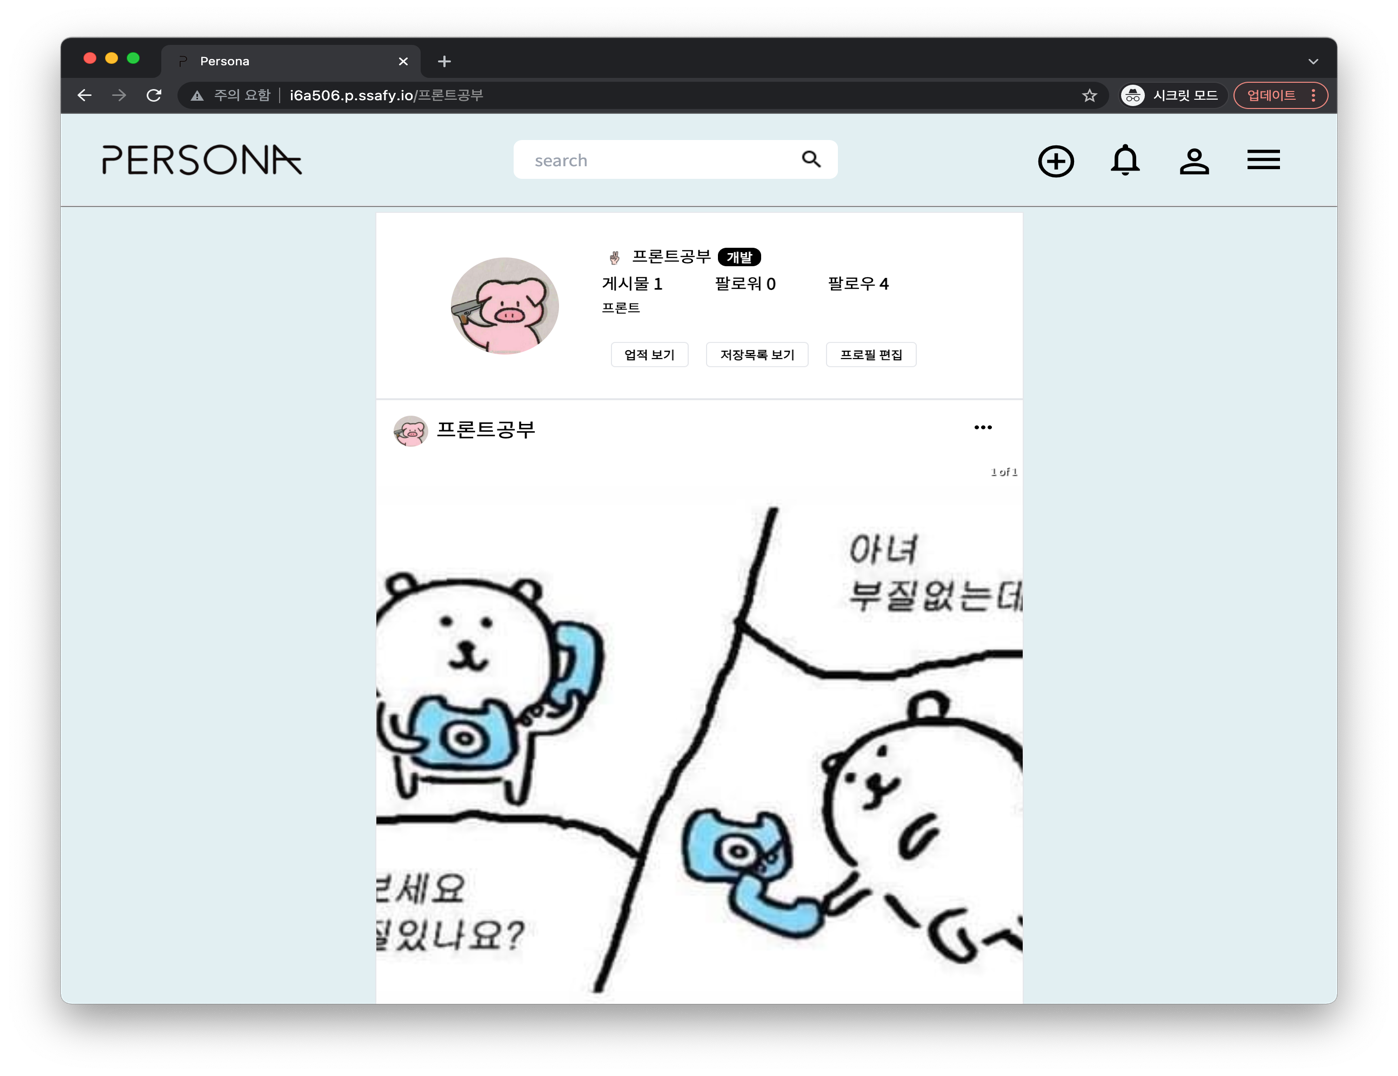 Persona
주의 요함 i6a506.p.ssafy.io/프론트공부
시크릿 모드
업데이트
PERSONA
search
프론트공부 개발
게시물 1 팔로워 0 팔로우 4
프론트
업적 보기 저장목록 보기 프로필 편집
프론트공부
1 of 1
아녀
부질없는데
보세요
질있나요?